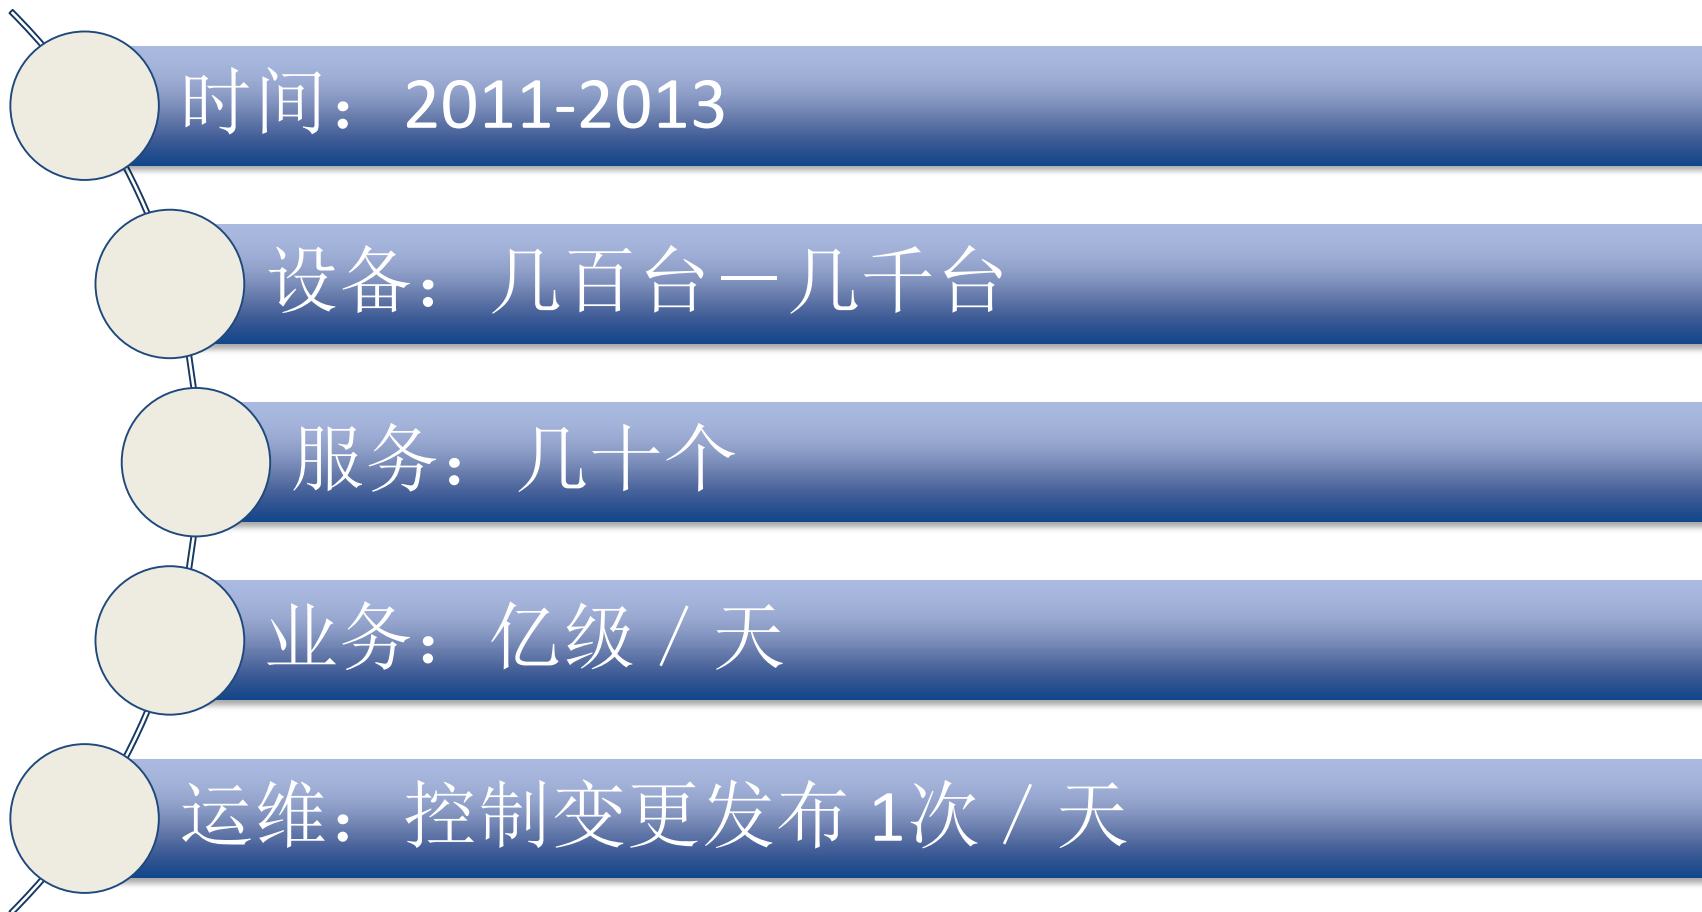 时间： 2011-2013
设备：几百台－几千台
服务：几十个
业务：亿级／天
运维：控制变更发布 1次／天